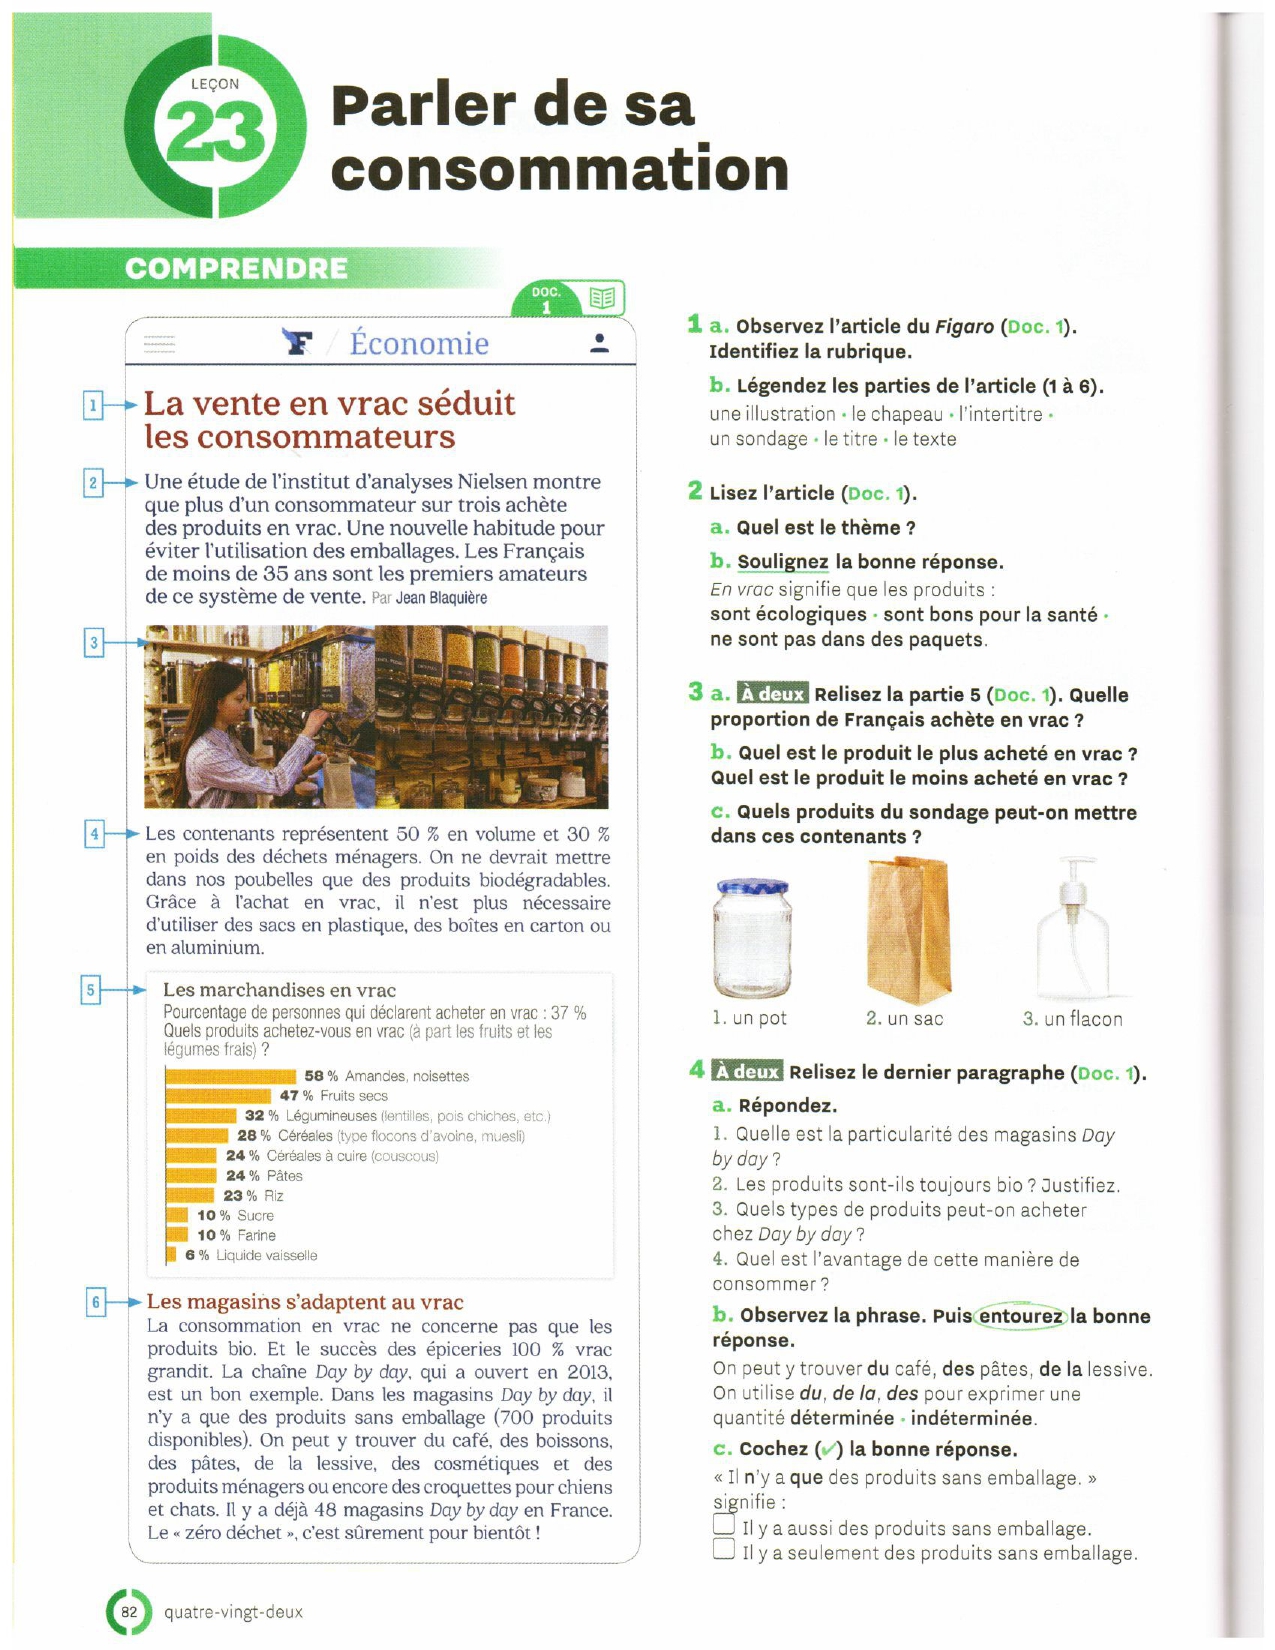 LEÇON
23
Parler de sa
consommation
COMPRENDRE
DOC.
1
F / Économie
1
La vente en vrac séduit
les consommateurs
2
Une étude de l'institut d'analyses Nielsen montre
que plus d'un consommateur sur trois achète
des produits en vrac. Une nouvelle habitude pour
éviter l'utilisation des emballages. Les Français
de moins de 35 ans sont les premiers amateurs
de ce système de vente. Par Jean Blaquière
3
4
Les contenants représentent 50 % en volume et 30 %
en poids des déchets ménagers. On ne devrait mettre
dans nos poubelles que des produits biodégradables.
Grâce à l'achat en vrac, il n'est plus nécessaire
d'utiliser des sacs en plastique, des boîtes en carton ou
en aluminium.
5
Les marchandises en vrac
Pourcentage de personnes qui déclarent acheter en vrac : 37 %
Quels produits achetez-vous en vrac (à part les fruits et les
légumes frais) ?
58 % Amandes, noisettes
47 % Fruits secs
32 % Légumineuses (lentilles, pois chiches, etc.)
28 % Céréales (type flocons d'avoine, muesli)
24 % Céréales à cuire (couscous)
24 % Pâtes
23 % Riz
10 % Sucre
10 % Farine
6 % Liquide vaisselle
6
Les magasins s'adaptent au vrac
La consommation en vrac ne concerne pas que les
produits bio. Et le succès des épiceries 100 % vrac
grandit. La chaîne Day by day, qui a ouvert en 2013,
est un bon exemple. Dans les magasins Day by day, il
n'y a que des produits sans emballage (700 produits
disponibles). On peut y trouver du café, des boissons,
des pâtes, de la lessive, des cosmétiques et des
produits ménagers ou encore des croquettes pour chiens
et chats. Il y a déjà 48 magasins Day by day en France.
Le « zéro déchet », c'est sûrement pour bientôt !
82 quatre-vingt-deux
1 a. Observez l'article du Figaro (Doc. 1).
Identifiez la rubrique.
b. Légendez les parties de l'article (1 à 6).
une illustration • le chapeau • l'intertitre •
un sondage • le titre • le texte
2 Lisez l'article (Doc. 1).
a. Quel est le thème ?
b. Soulignez la bonne réponse.
En vrac signifie que les produits :
sont écologiques • sont bons pour la santé •
ne sont pas dans des paquets.
3 a. À deux Relisez la partie 5 (Doc. 1). Quelle
proportion de Français achète en vrac ?
b. Quel est le produit le plus acheté en vrac ?
Quel est le produit le moins acheté en vrac ?
c. Quels produits du sondage peut-on mettre
dans ces contenants ?
1. un pot 2. un sac 3. un flacon
4 À deux Relisez le dernier paragraphe (Doc. 1).
a. Répondez.
1. Quelle est la particularité des magasins Day
by day ?
2. Les produits sont-ils toujours bio ? Justifiez.
3. Quels types de produits peut-on acheter
chez Day by day ?
4. Quel est l'avantage de cette manière de
consommer ?
b. Observez la phrase. Puis entourez la bonne
réponse.
On peut y trouver du café, des pâtes, de la lessive.
On utilise du, de la, des pour exprimer une
quantité déterminée • indéterminée.
c. Cochez (✓) la bonne réponse.
« Il n'y a que des produits sans emballage. »
signifie :
☐ Il y a aussi des produits sans emballage.
☐ Il y a seulement des produits sans emballage.